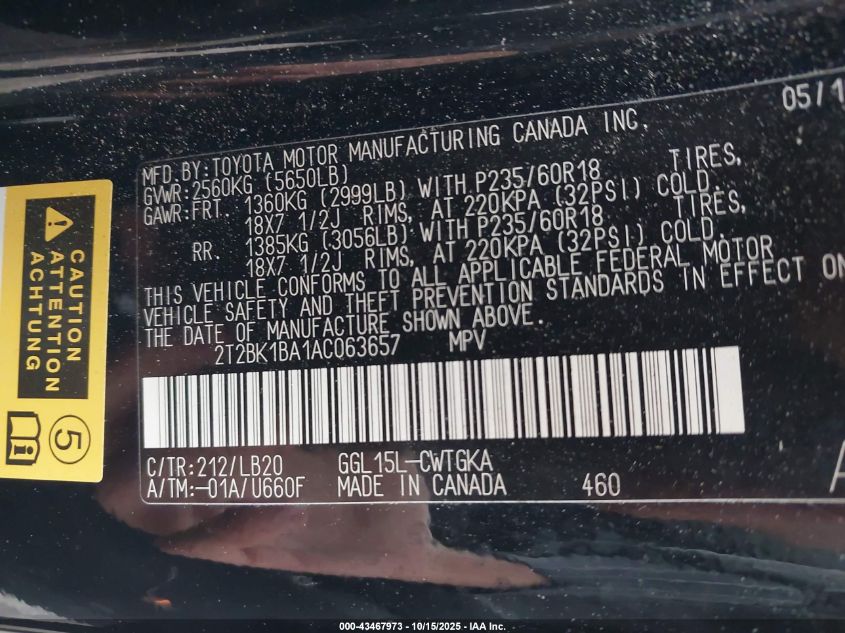 05/1
MFD.BY:TOYOTA MOTOR MANUFACTURING CANADA INC.
GVWR:2560KG (5650LB)
GAWR:FRT. 1360KG (2999LB) WITH P235/60R18 TIRES,
18X7 1/2J RIMS, AT 220KPA (32PSI) COLD.
RR. 1385KG (3056LB) WITH P235/60R18 TIRES,
18X7 1/2J RIMS, AT 220KPA (32PSI) COLD.
THIS VEHICLE CONFORMS TO ALL APPLICABLE FEDERAL MOTOR
VEHICLE SAFETY AND THEFT PREVENTION STANDARDS IN EFFECT ON
THE DATE OF MANUFACTURE SHOWN ABOVE.
2T2BK1BA1AC063657 MPV
C/TR:212/LB20 GGL15L-CWTGKA
A/TM:-01A/U660F MADE IN CANADA 460
CAUTION
ATTENTION
ACHTUNG
5
000-43467973 - 10/15/2025 - IAA Inc.